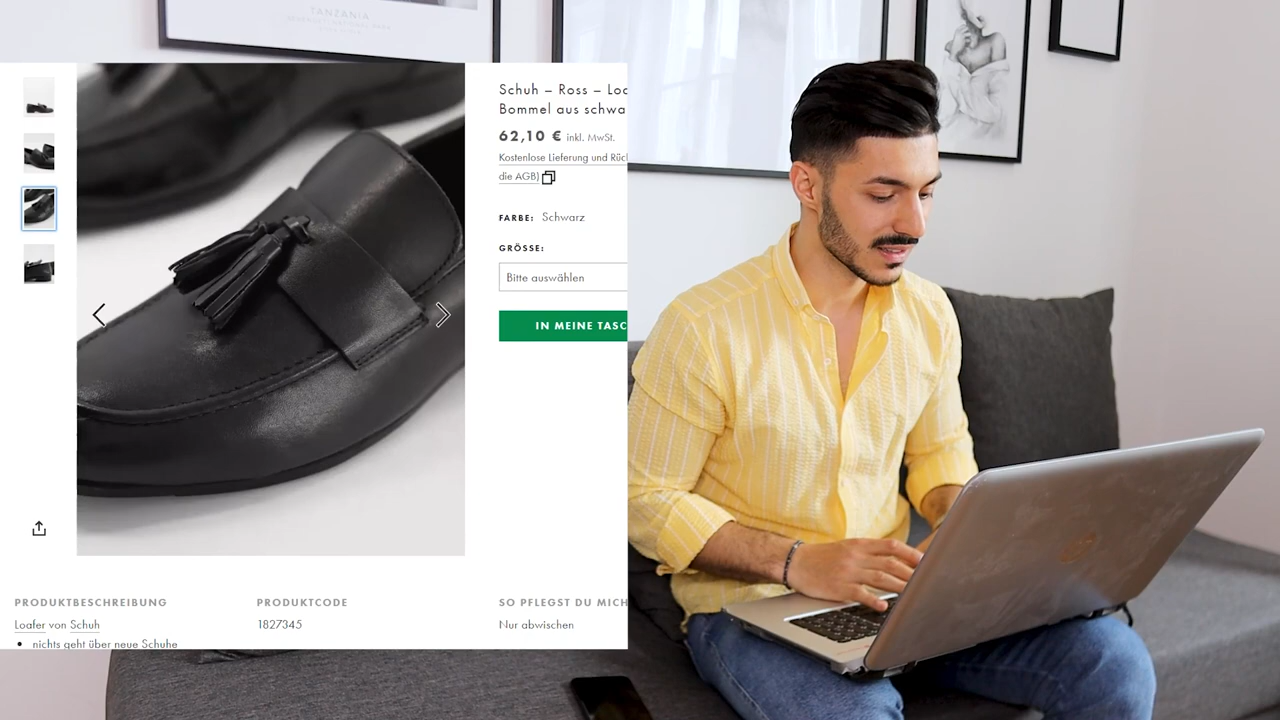 TANZANIA
Schuh – Ross – Loa
Bommel aus schwa
62,10 € inkl. MwSt.
Kostenlose Lieferung und Rück
die AGB)
FARBE: Schwarz
GRÖSSE:
Bitte auswählen
IN MEINE TASC
PRODUKTBESCHREIBUNG
Loafer von Schuh
nichts geht über neue Schuhe
PRODUKTCODE
1827345
SO PFLEGST DU MICH
Nur abwischen